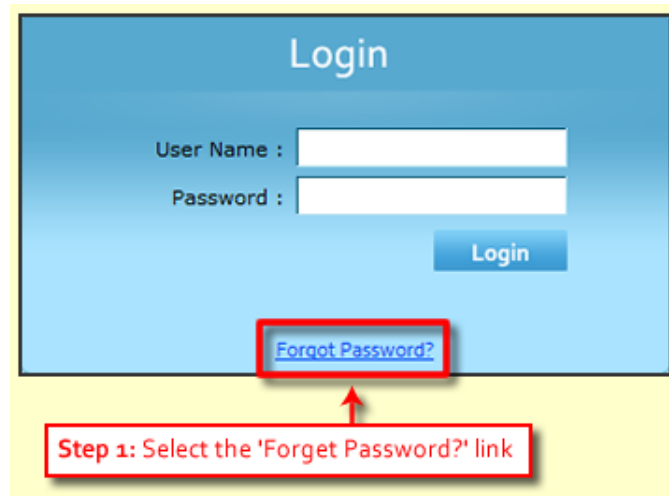 Login
User Name :
Password :
Login
Forgot Password?
Step 1: Select the 'Forget Password?' link